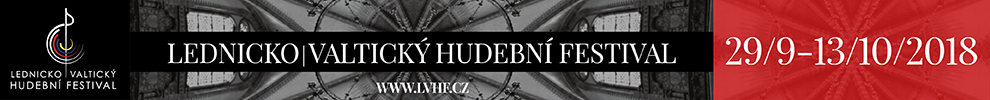 LEDNICKO|VALTICKÝ
HUDEBNÍ FESTIVAL
LEDNICKO|VALTICKÝ HUDEBNÍ FESTIVAL
WWW.LVHF.CZ
29/9-13/10/2018